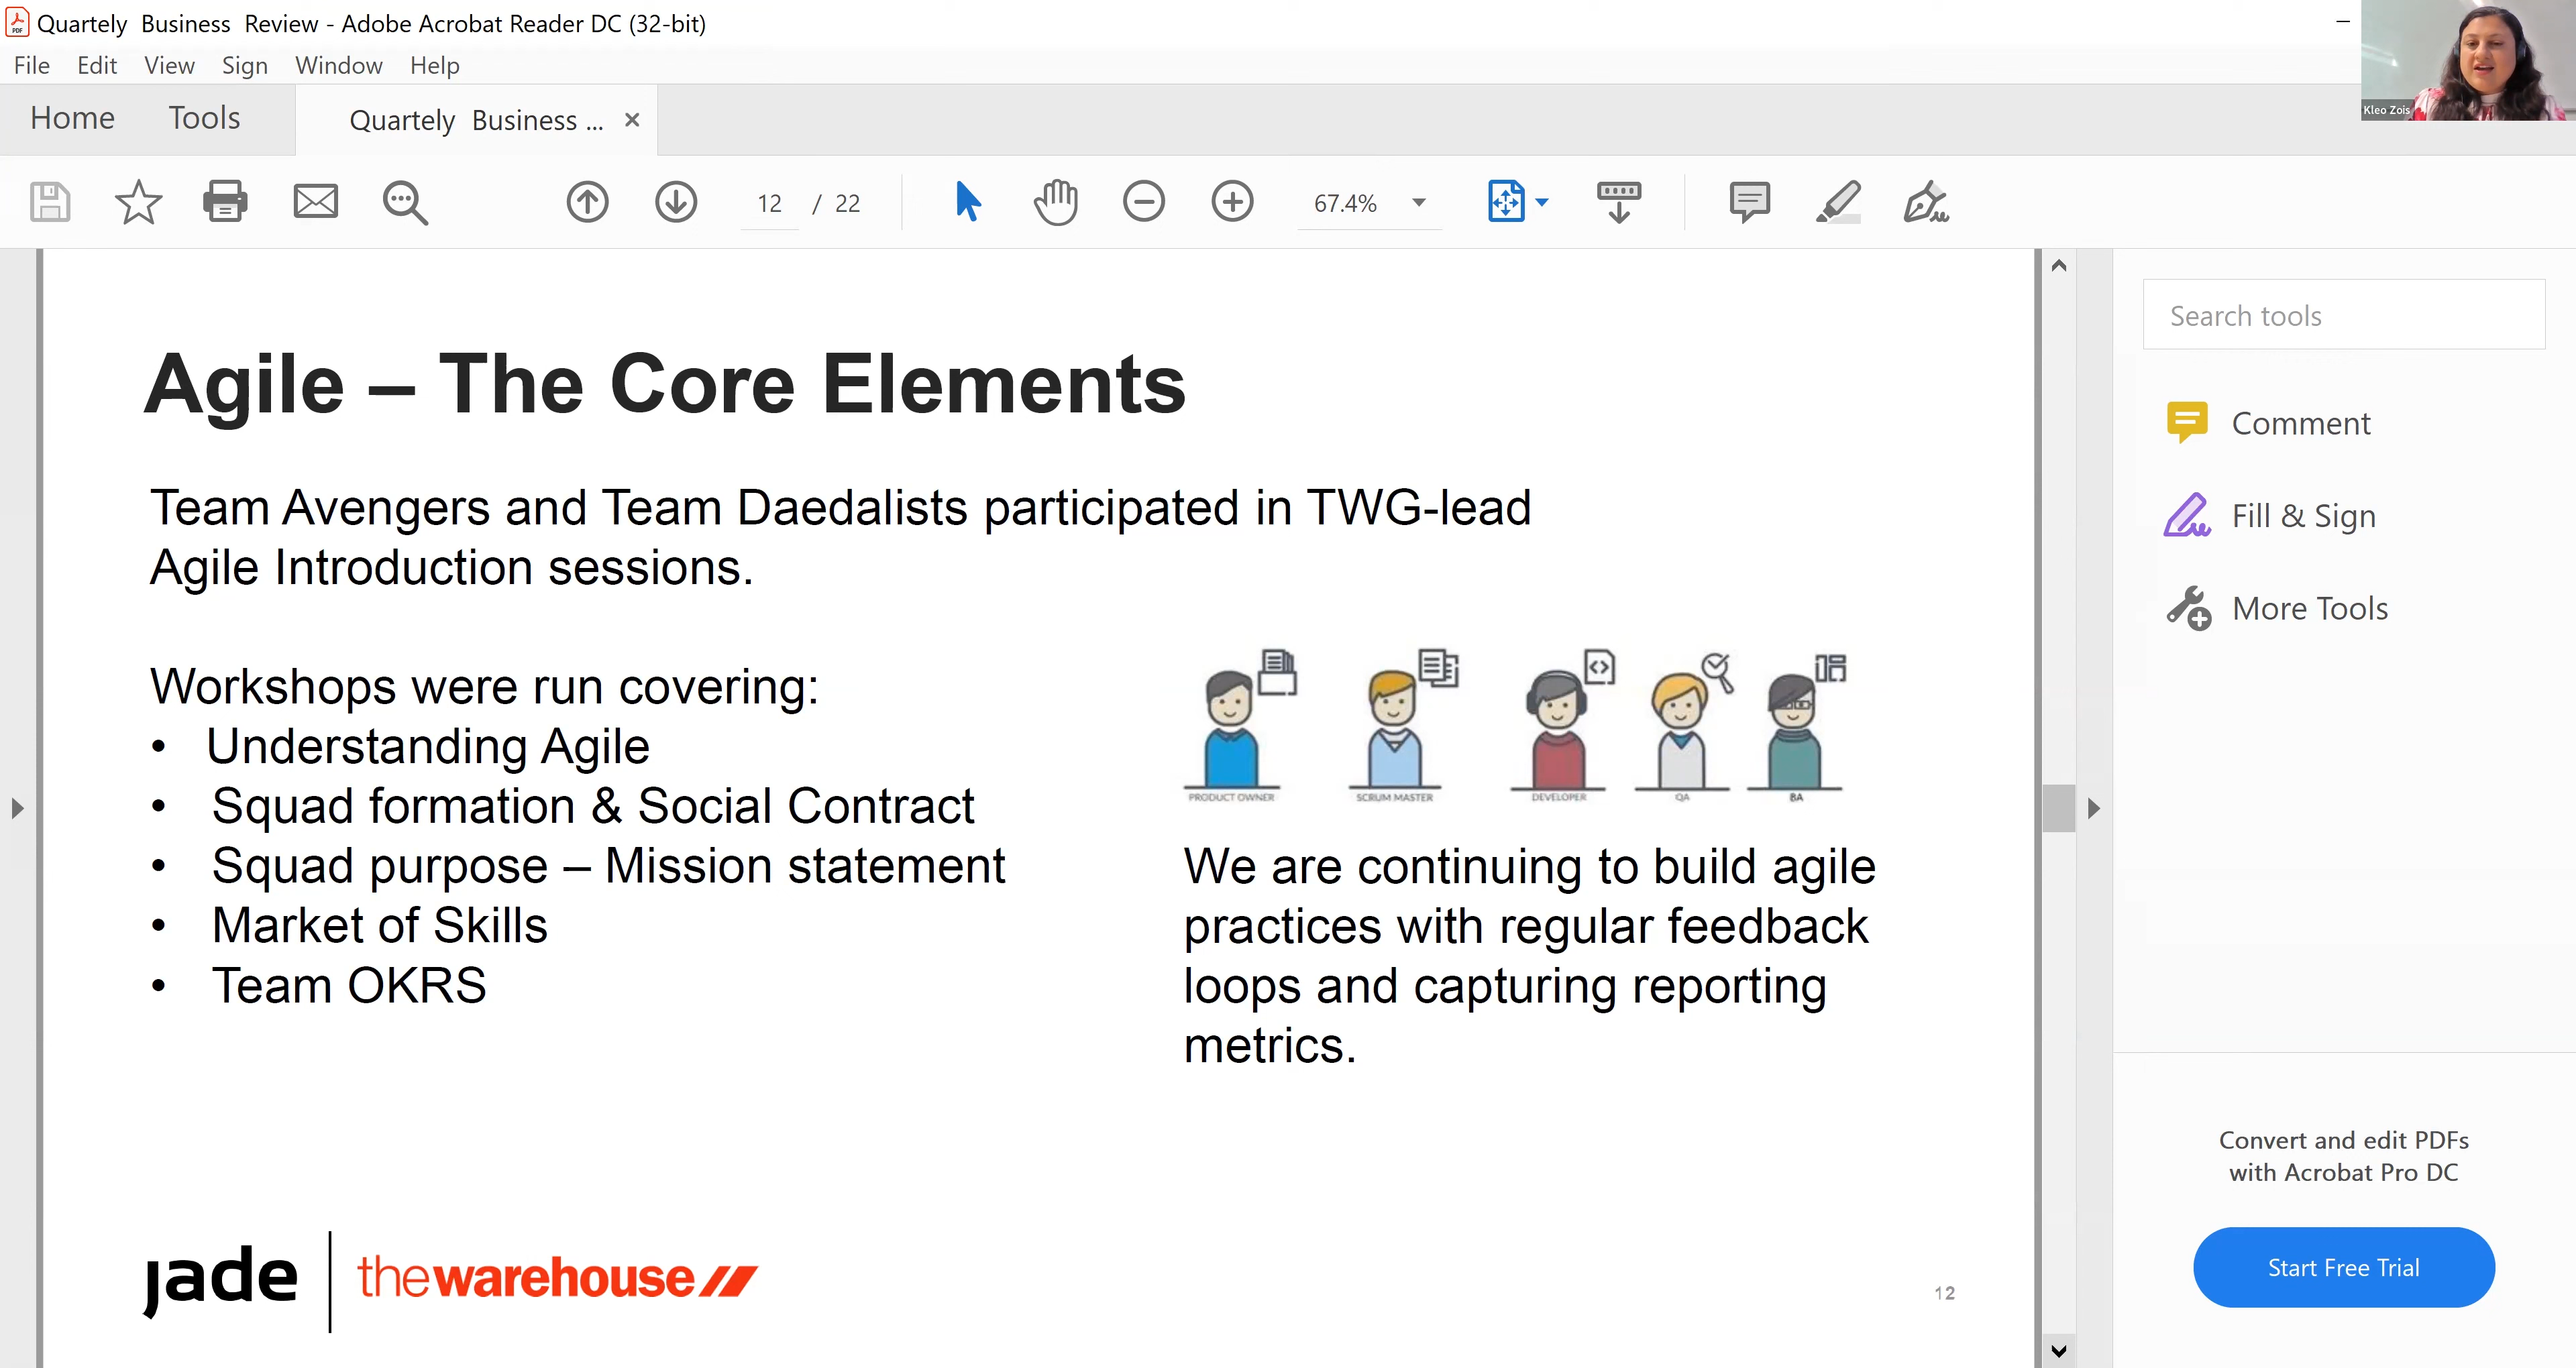 Quartely Business Review - Adobe Acrobat Reader DC (32-bit)
File Edit View Sign Window Help
Home Tools Quartely Business ...
12 / 22 67.4%
Kleo Zois
Agile – The Core Elements
Team Avengers and Team Daedalists participated in TWG-lead
Agile Introduction sessions.
Workshops were run covering:
• Understanding Agile
• Squad formation & Social Contract
• Squad purpose – Mission statement
• Market of Skills
• Team OKRS
PRODUCT OWNER SCRUM MASTER DEVELOPER QA BA
We are continuing to build agile
practices with regular feedback
loops and capturing reporting
metrics.
jade thewarehouse
12
Search tools
Comment
Fill & Sign
More Tools
Convert and edit PDFs
with Acrobat Pro DC
Start Free Trial